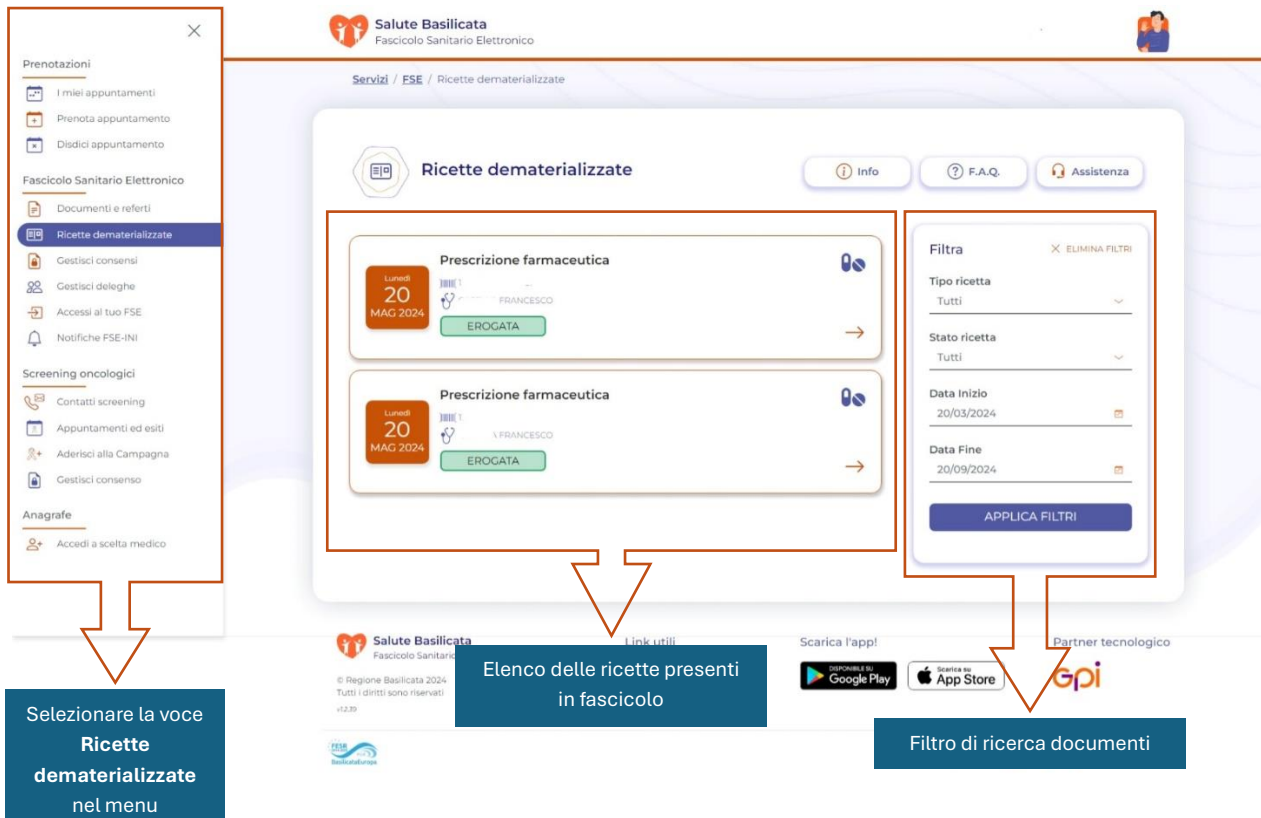 Salute Basilicata
Fascicolo Sanitario Elettronico
Servizi / FSE / Ricette dematerializzate
Prenotazioni
I miei appuntamenti
Prenota appuntamento
Disdici appuntamento
Fascicolo Sanitario Elettronico
Documenti e referti
Ricette dematerializzate
Gestisci consensi
Gestisci deleghe
Accessi al tuo FSE
Notifiche FSE-INI
Screening oncologici
Contatti screening
Appuntamenti ed esiti
Aderisci alla Campagna
Gestisci consenso
Anagrafe
Accedi a scelta medico
Selezionare la voce
Ricette
dematerializzate
nel menu
Ricette dematerializzate
Info
F.A.Q.
Assistenza
Lunedì
20
MAG 2024
Prescrizione farmaceutica
FRANCESCO
EROGATA
Lunedì
20
MAG 2024
Prescrizione farmaceutica
FRANCESCO
EROGATA
Filtra
ELIMINA FILTRI
Tipo ricetta
Tutti
Stato ricetta
Tutti
Data Inizio
20/03/2024
Data Fine
20/09/2024
APPLICA FILTRI
Elenco delle ricette presenti
in fascicolo
Filtro di ricerca documenti
Salute Basilicata
Fascicolo Sanitario
© Regione Basilicata 2024
Tutti i diritti sono riservati
Link utili
Scarica l'app!
DISPONIBILE SU
Google Play
Scarica su
App Store
Partner tecnologico
Gpi
FESR
BasilicataEuropa